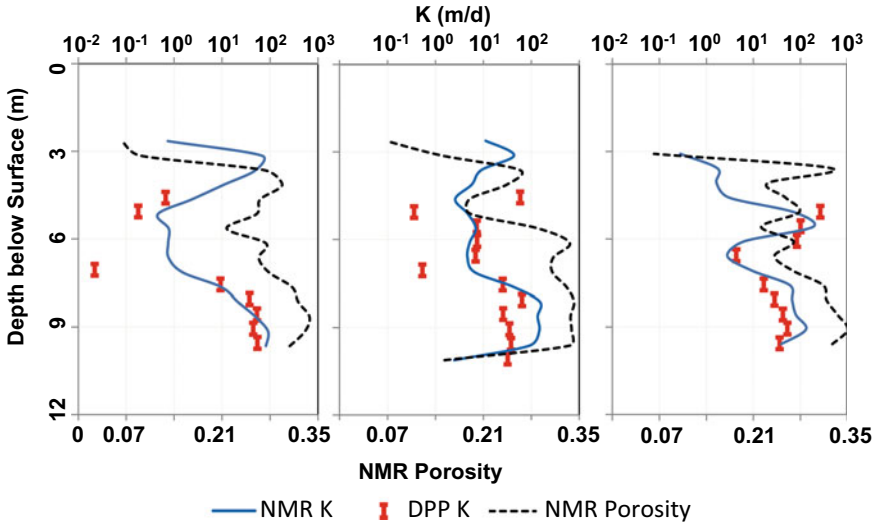 K (m/d)
10-2 10-1 100 101 102 103 10-1 100 101 102 10-2 10-1 100 101 102 103
Depth below Surface (m)
0
3
6
9
12
0 0.07 0.21 0.35 0.07 0.21 0.35 0.07 0.21 0.35
NMR Porosity
NMR K DPP K NMR Porosity